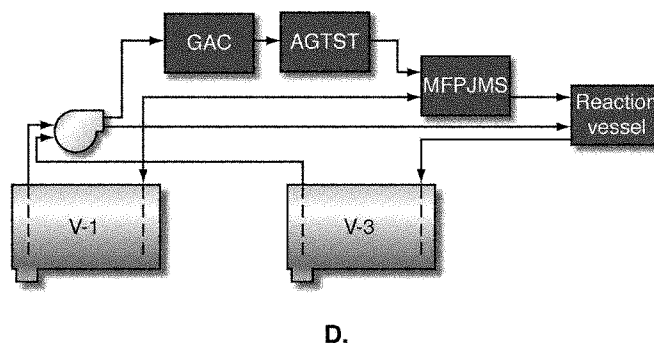 GAC
AGTST
MFPJMS
Reaction
vessel
V-1
V-3
D.